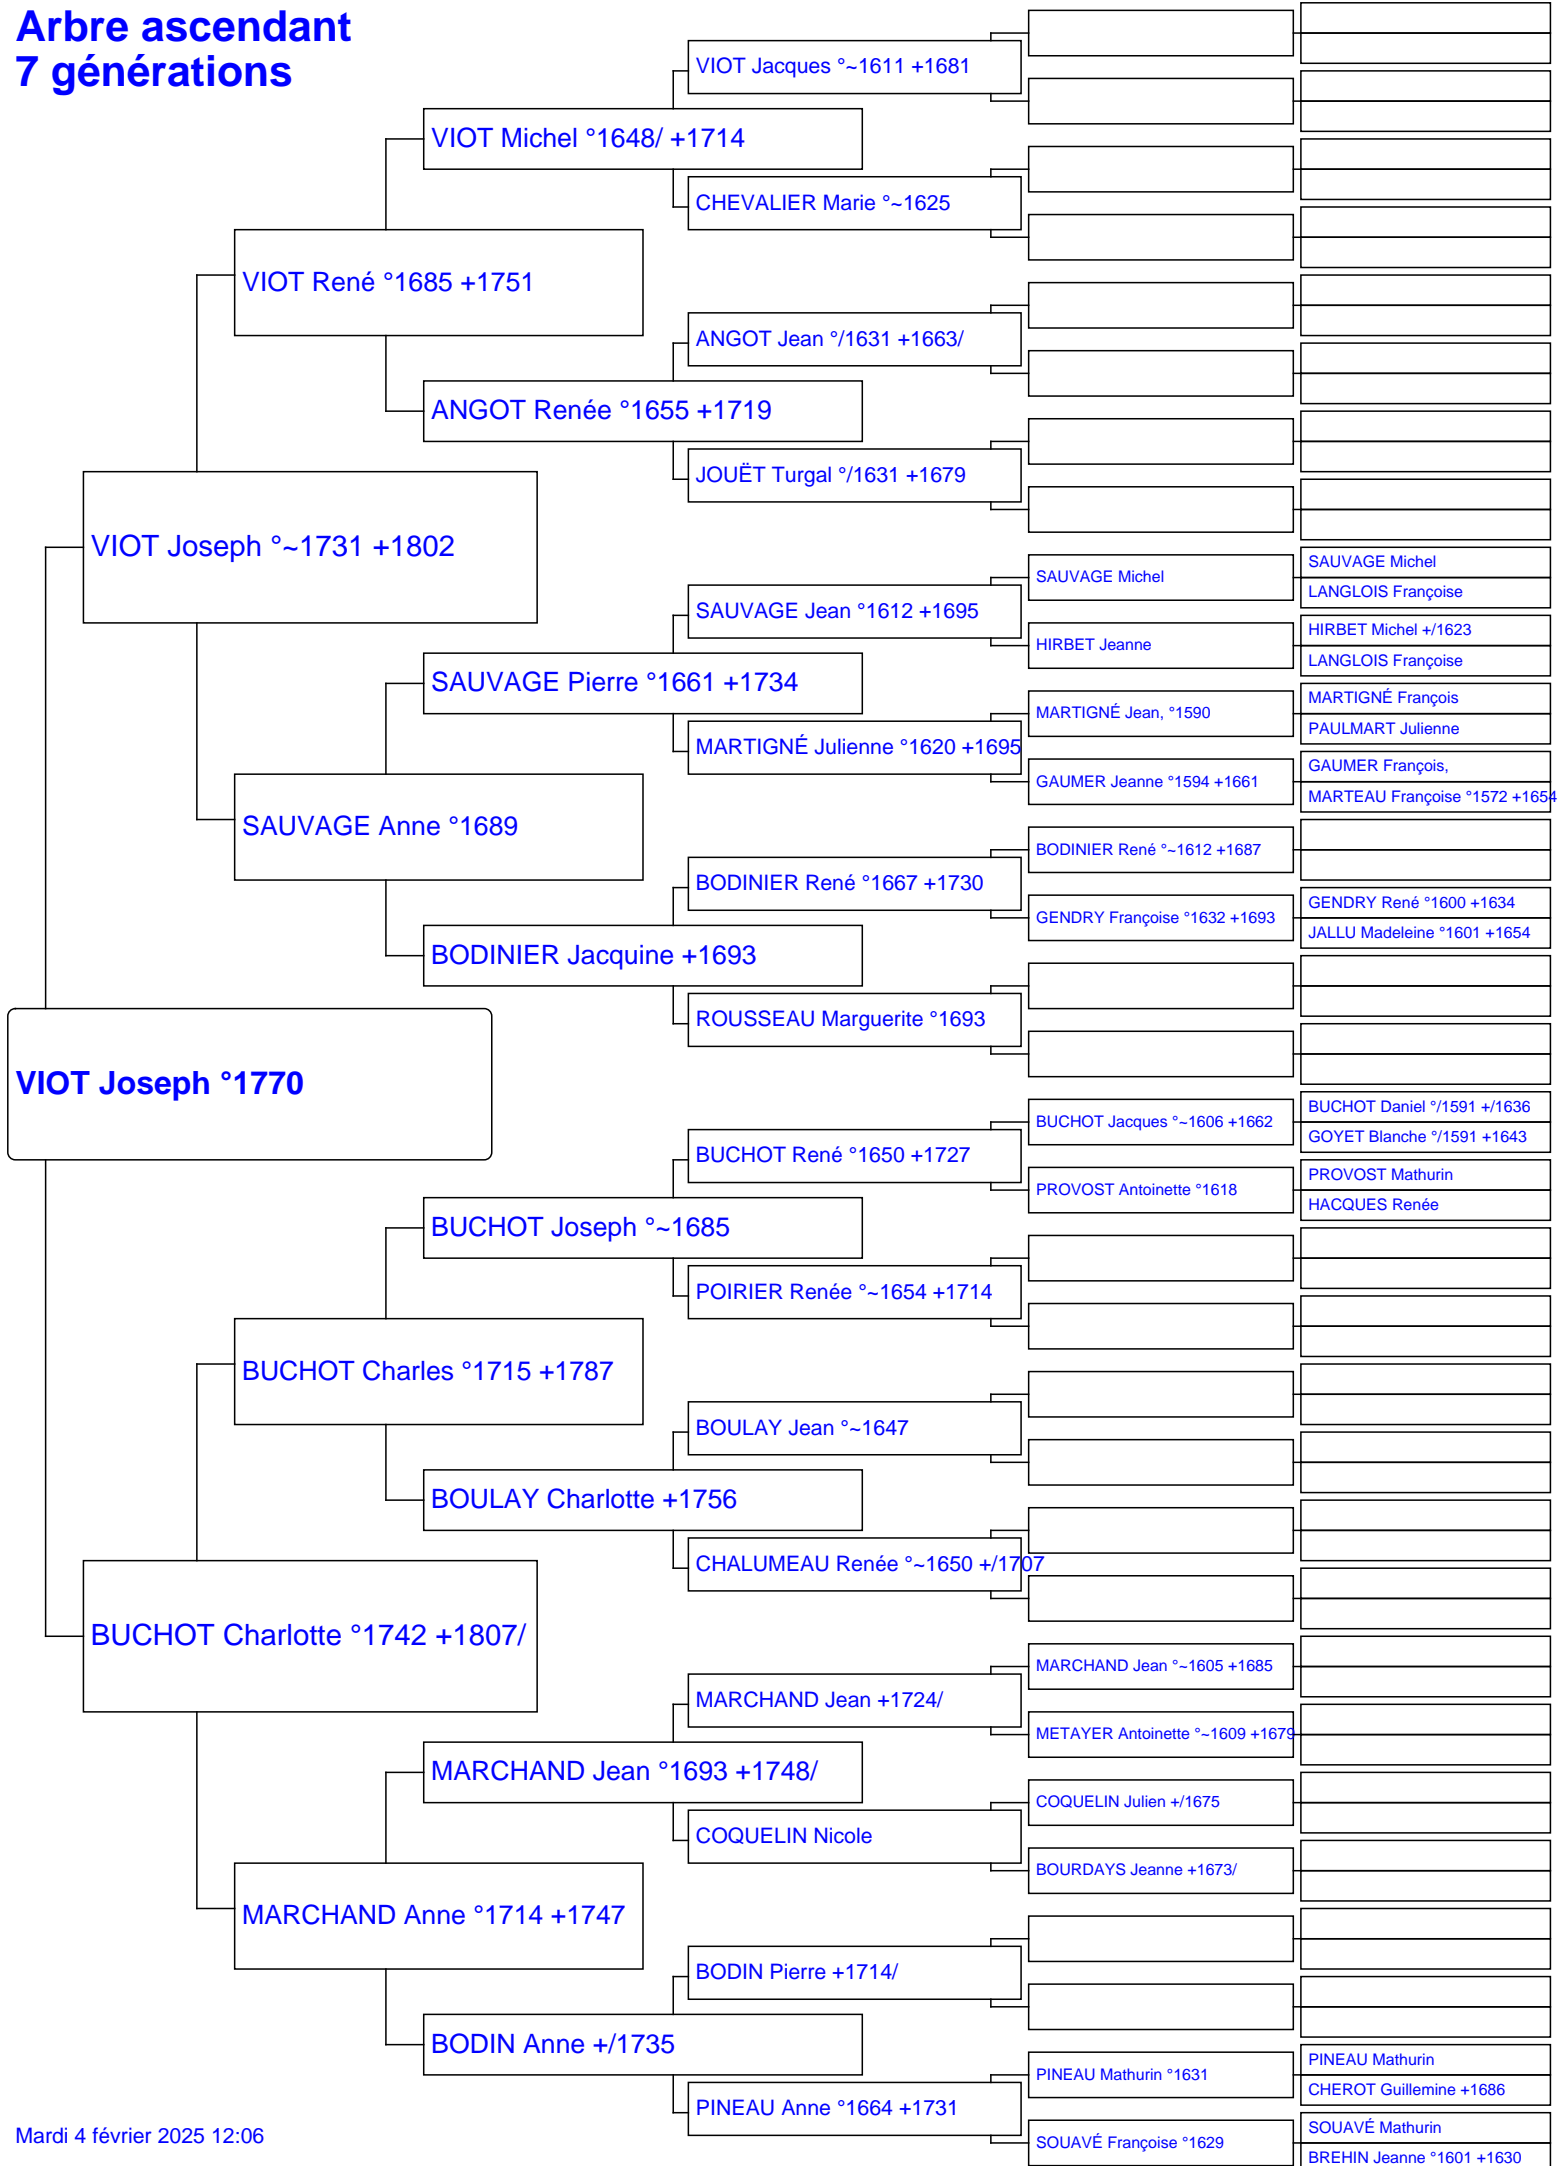 Arbre ascendant
7 générations
VIOT Jacques °~1611 +1681
VIOT Michel °1648/ +1714
CHEVALIER Marie °~1625
VIOT René °1685 +1751
ANGOT Jean °/1631 +1663/
ANGOT Renée °1655 +1719
JOUËT Turgal °/1631 +1679
VIOT Joseph °~1731 +1802
SAUVAGE Michel
SAUVAGE Michel
LANGLOIS Françoise
SAUVAGE Jean °1612 +1695
HIRBET Jeanne
HIRBET Michel +/1623
LANGLOIS Françoise
SAUVAGE Pierre °1661 +1734
MARTIGNÉ Jean, °1590
MARTIGNÉ François
PAULMART Julienne
MARTIGNÉ Julienne °1620 +1695
GAUMER Jeanne °1594 +1661
GAUMER François,
MARTEAU Françoise °1572 +1654
SAUVAGE Anne °1689
BODINIER René °~1612 +1687
BODINIER René °1667 +1730
GENDRY Françoise °1632 +1693
GENDRY René °1600 +1634
JALLU Madeleine °1601 +1654
BODINIER Jacquine +1693
ROUSSEAU Marguerite °1693
VIOT Joseph °1770
BUCHOT Jacques °~1606 +1662
BUCHOT Daniel °/1591 +/1636
GOYET Blanche °/1591 +1643
BUCHOT René °1650 +1727
PROVOST Antoinette °1618
PROVOST Mathurin
HACQUES Renée
BUCHOT Joseph °~1685
POIRIER Renée °~1654 +1714
BUCHOT Charles °1715 +1787
BOULAY Jean °~1647
BOULAY Charlotte +1756
CHALUMEAU Renée °~1650 +/1707
BUCHOT Charlotte °1742 +1807/
MARCHAND Jean °~1605 +1685
MARCHAND Jean +1724/
METAYER Antoinette °~1609 +1679
MARCHAND Jean °1693 +1748/
COQUELIN Julien +/1675
COQUELIN Nicole
BOURDAYS Jeanne +1673/
MARCHAND Anne °1714 +1747
BODIN Pierre +1714/
BODIN Anne +/1735
PINEAU Mathurin °1631
PINEAU Mathurin
CHEROT Guillemine +1686
PINEAU Anne °1664 +1731
SOUAVÉ Françoise °1629
SOUAVÉ Mathurin
BREHIN Jeanne °1601 +1630
Mardi 4 février 2025 12:06